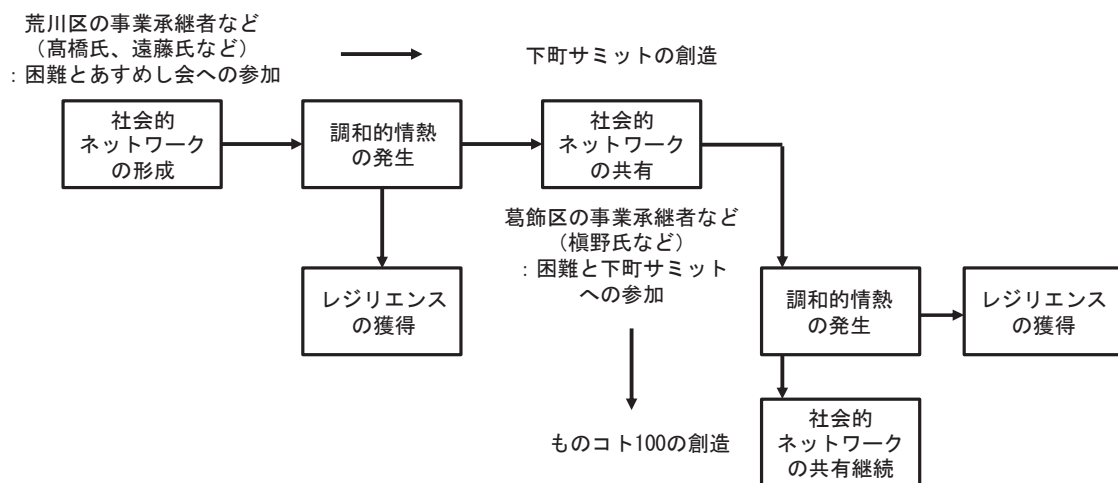 荒川区の事業承継者など
（髙橋氏、遠藤氏など）
：困難とあすめし会への参加
下町サミットの創造
社会的
ネットワーク
の形成
調和的情熱
の発生
社会的
ネットワーク
の共有
レジリエンス
の獲得
葛飾区の事業承継者など
（槇野氏など）
：困難と下町サミット
への参加
調和的情熱
の発生
レジリエンス
の獲得
ものコト100の創造
社会的
ネットワーク
の共有継続